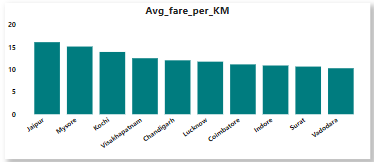 Avg_fare_per_KM
20
15
10
5
0
Jaipur
Mysore
Kochi
Visakhapatnam
Chandigarh
Lucknow
Coimbatore
Indore
Surat
Vadodara